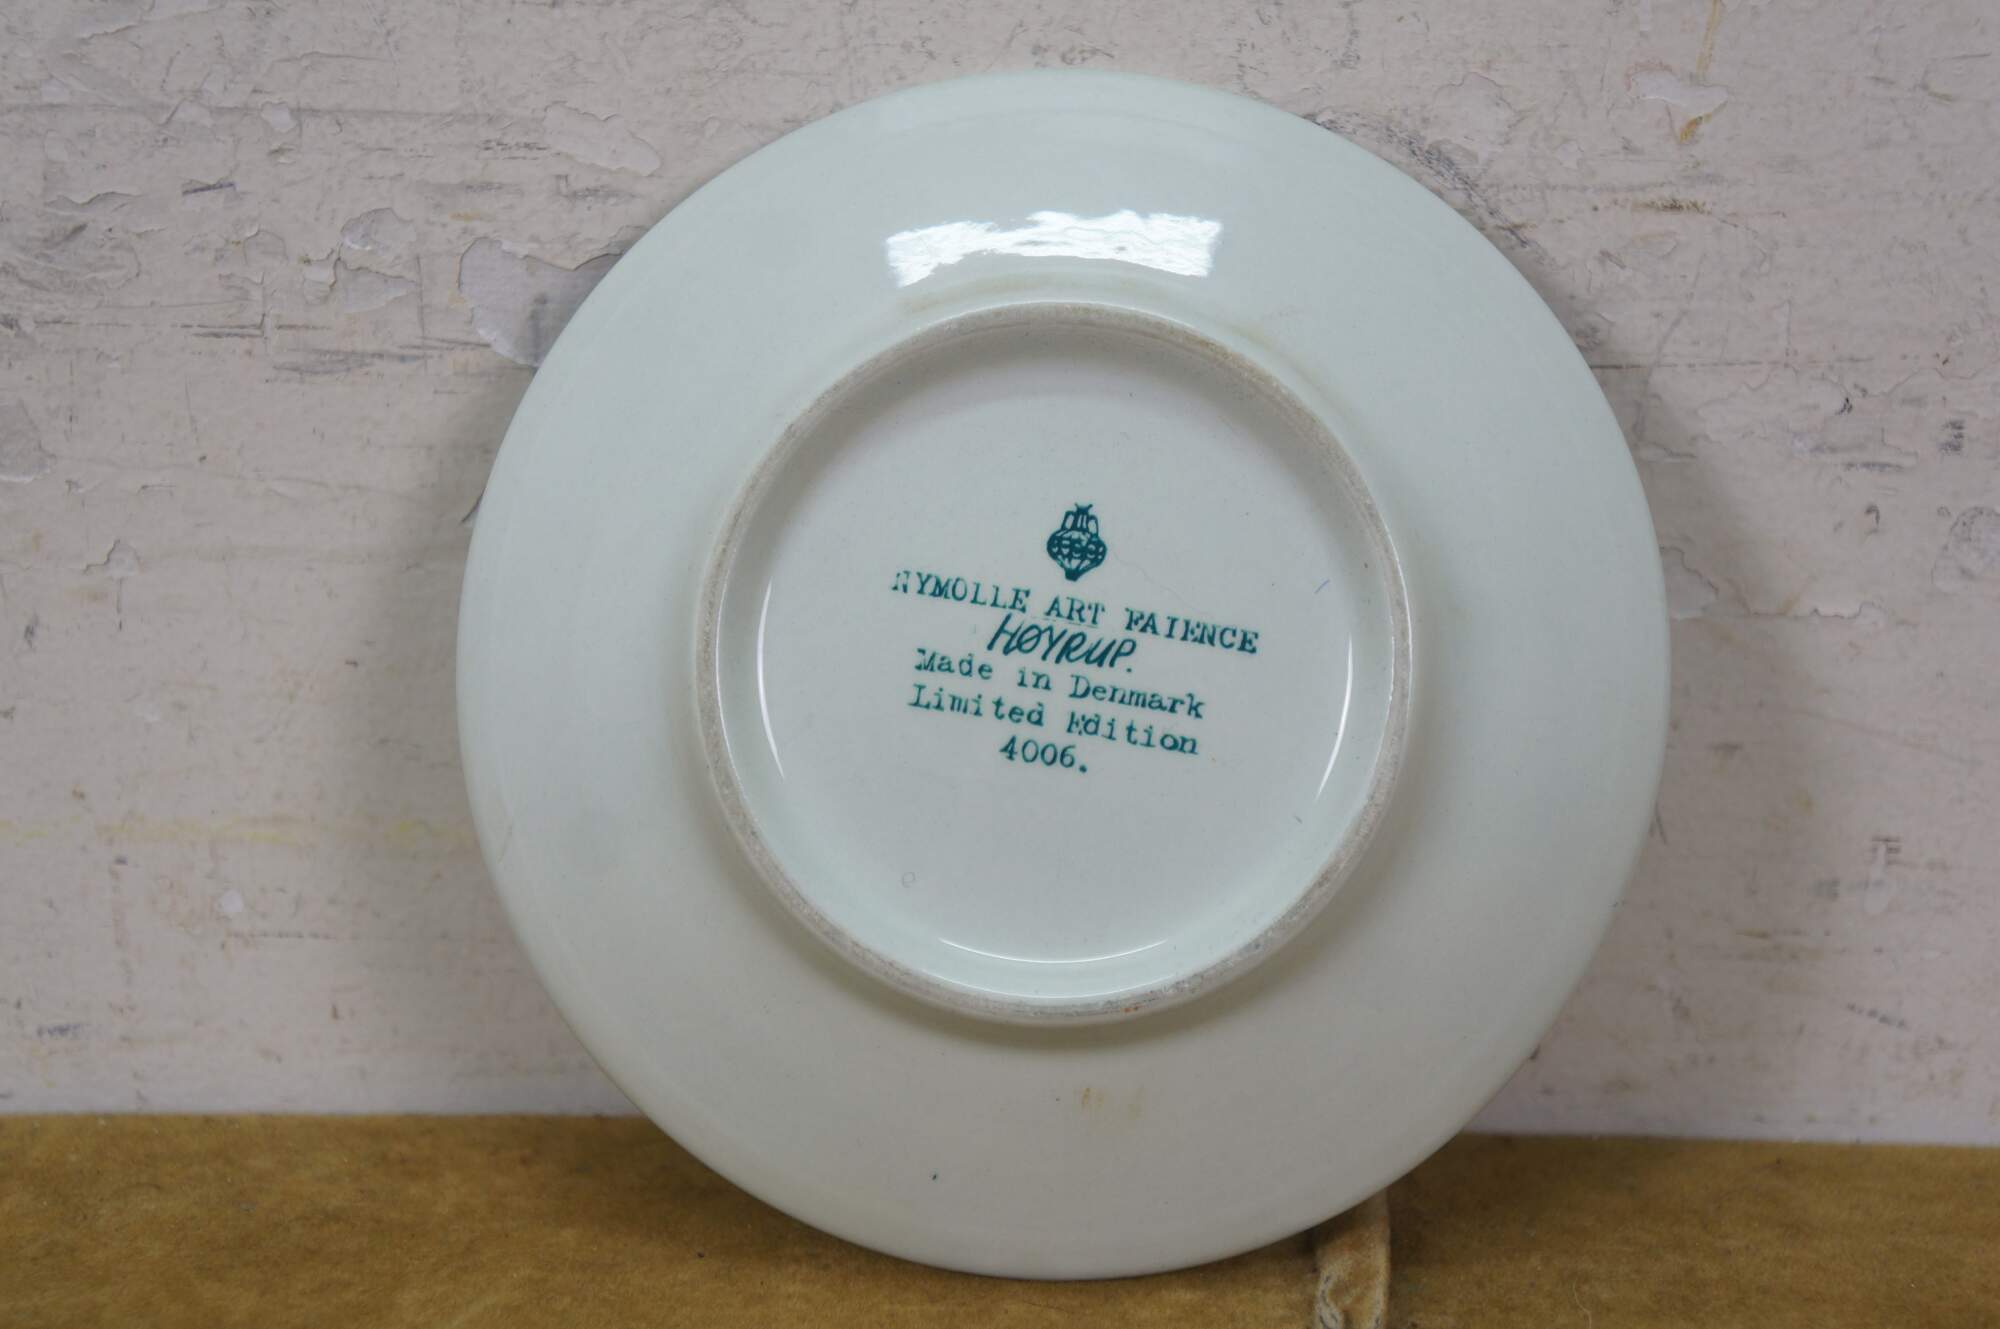 NYMOLLE ART FAIENCE
HØYRUP.
Made in Denmark
Limited Edition
4006.